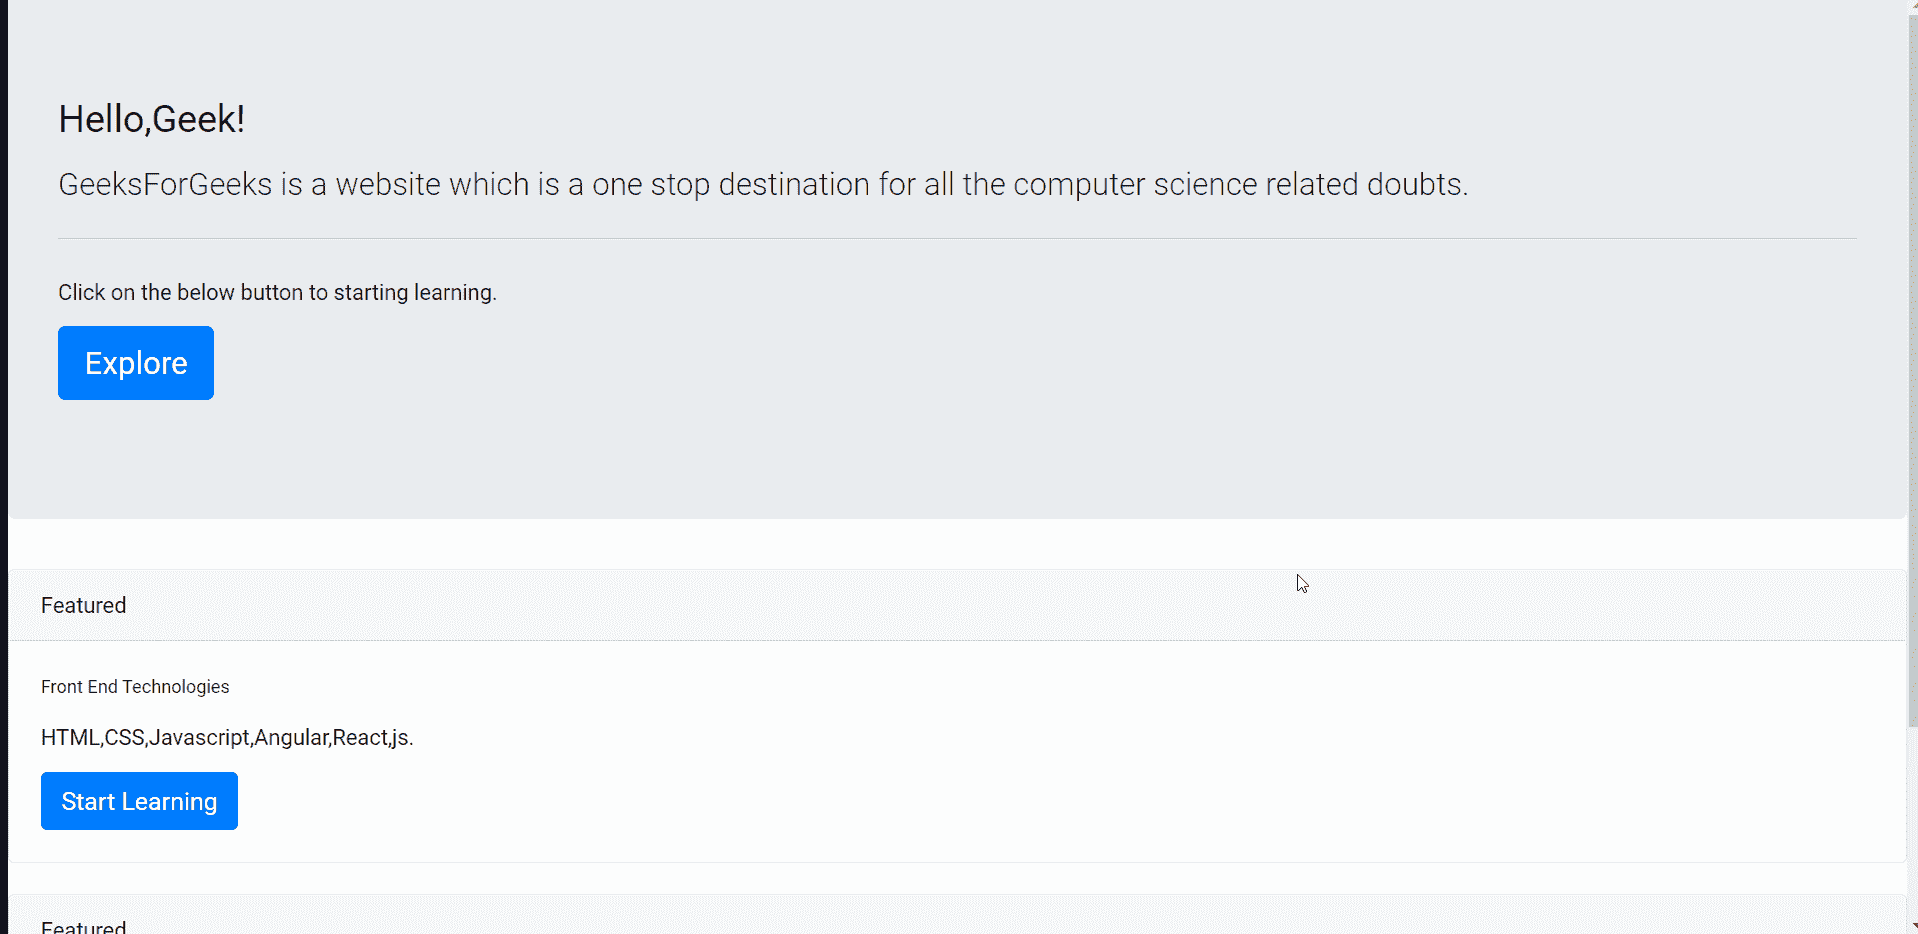 Hello,Geek!
GeeksForGeeks is a website which is a one stop destination for all the computer science related doubts.
Click on the below button to starting learning.
Explore
Featured
Front End Technologies
HTML,CSS,Javascript,Angular,React,js.
Start Learning
Featured